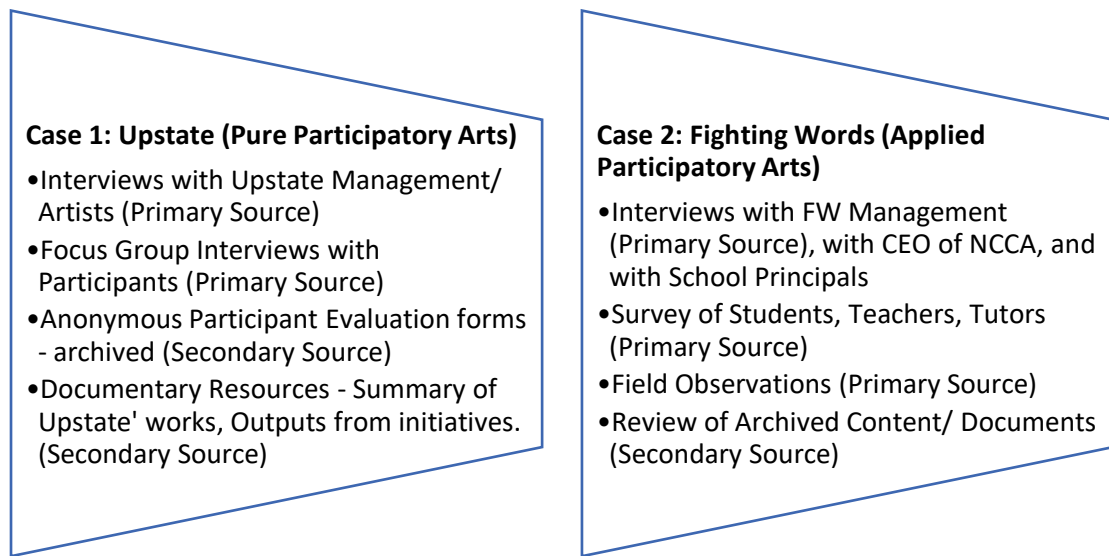 Case 1: Upstate (Pure Participatory Arts)
•Interviews with Upstate Management/
Artists (Primary Source)
•Focus Group Interviews with
Participants (Primary Source)
•Anonymous Participant Evaluation forms
- archived (Secondary Source)
•Documentary Resources - Summary of
Upstate' works, Outputs from initiatives.
(Secondary Source)
Case 2: Fighting Words (Applied
Participatory Arts)
•Interviews with FW Management
(Primary Source), with CEO of NCCA, and
with School Principals
•Survey of Students, Teachers, Tutors
(Primary Source)
•Field Observations (Primary Source)
•Review of Archived Content/ Documents
(Secondary Source)